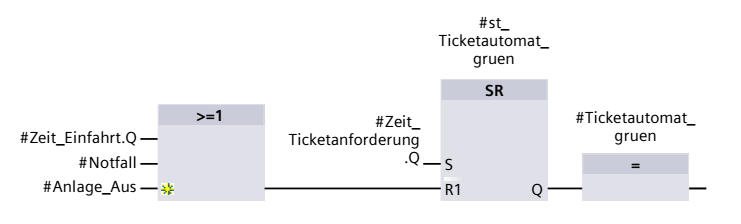 #st_
Ticketautomat_
gruen
SR
>=1
#Zeit_
Ticketanforderung
.Q
S
#Ticketautomat_
gruen
=
#Zeit_Einfahrt.Q
#Notfall
#Anlage_Aus
R1
Q